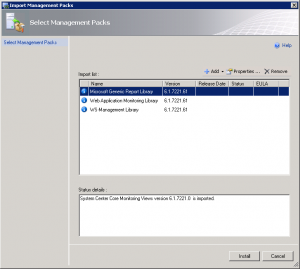 Import Management Packs
Select Management Packs
Select Management Packs
Help
Import list :
Add
Properties ...
Remove
Name Version Release Date Status EULA
Microsoft Generic Report Library 6.1.7221.61
Web Application Monitoring Library 6.1.7221.61
WS-Management Library 6.1.7221.61
Status details :
System Center Core Monitoring Views version 6.1.7221.0 is imported.
Install
Cancel